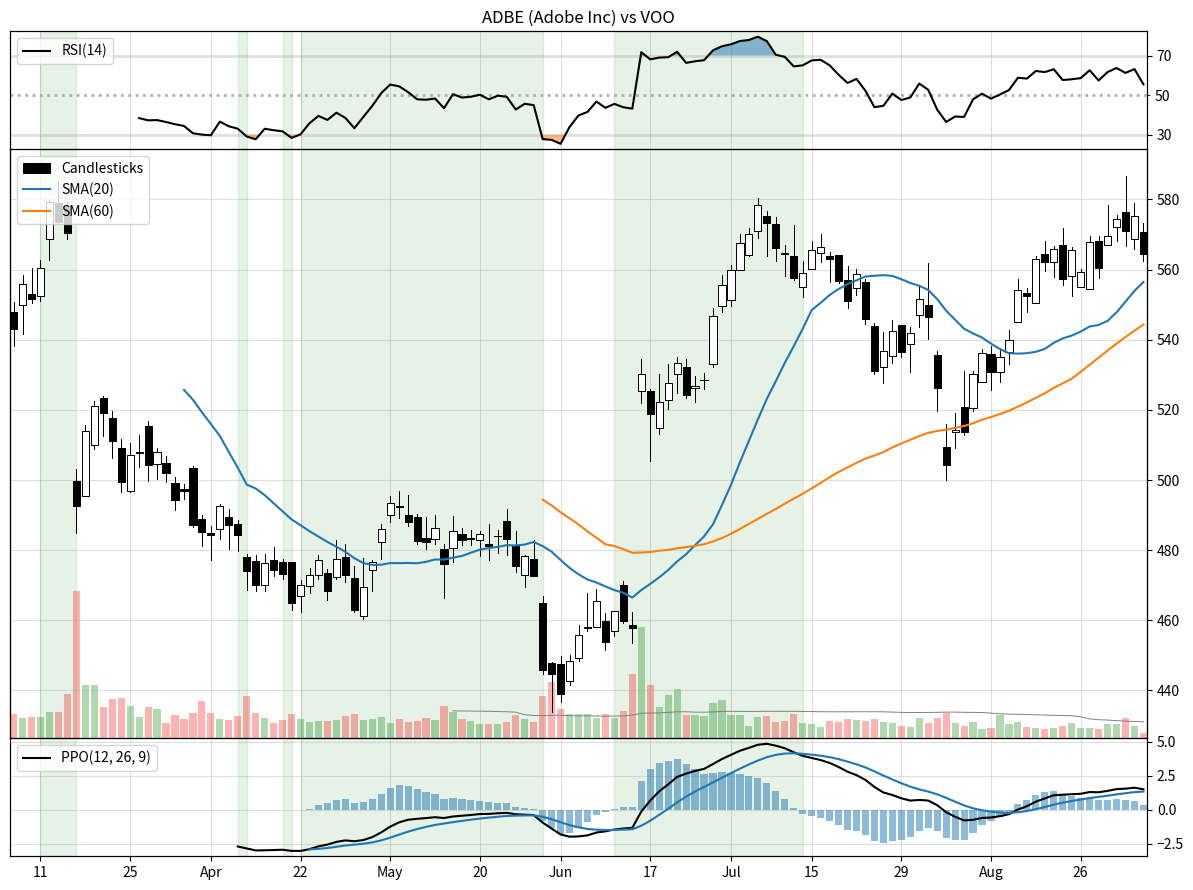 ADBE (Adobe Inc) vs VOO
RSI(14)
70
50
30
Candlesticks
SMA(20)
SMA(60)
580
560
540
520
500
480
460
440
PPO(12, 26, 9)
5.0
2.5
0.0
−2.5
11 25 Apr 22 May 20 Jun 17 Jul 15 29 Aug 26